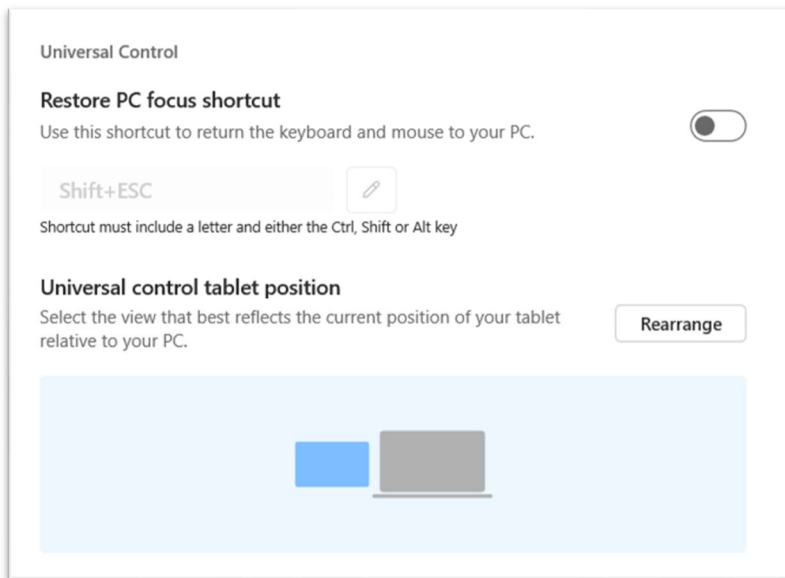 Universal Control
Restore PC focus shortcut
Use this shortcut to return the keyboard and mouse to your PC.
Shift+ESC
Shortcut must include a letter and either the Ctrl, Shift or Alt key
Universal control tablet position
Select the view that best reflects the current position of your tablet
relative to your PC.
Rearrange